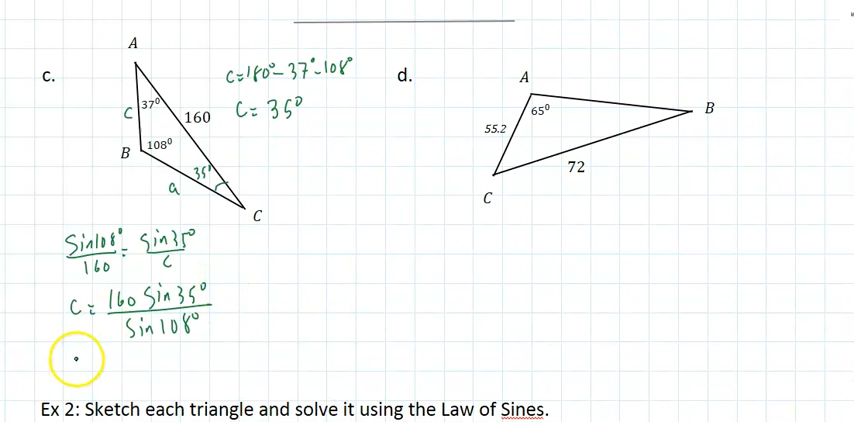 c.
A
37⁰
160
c
B
108⁰
35°
a
C
C=180°-37°-108°
C= 35°
Sin108° = Sin35°
160 c
C= 160 Sin35°
Sin108°
d.
A
65⁰
B
55.2
72
C
Ex 2: Sketch each triangle and solve it using the Law of Sines.